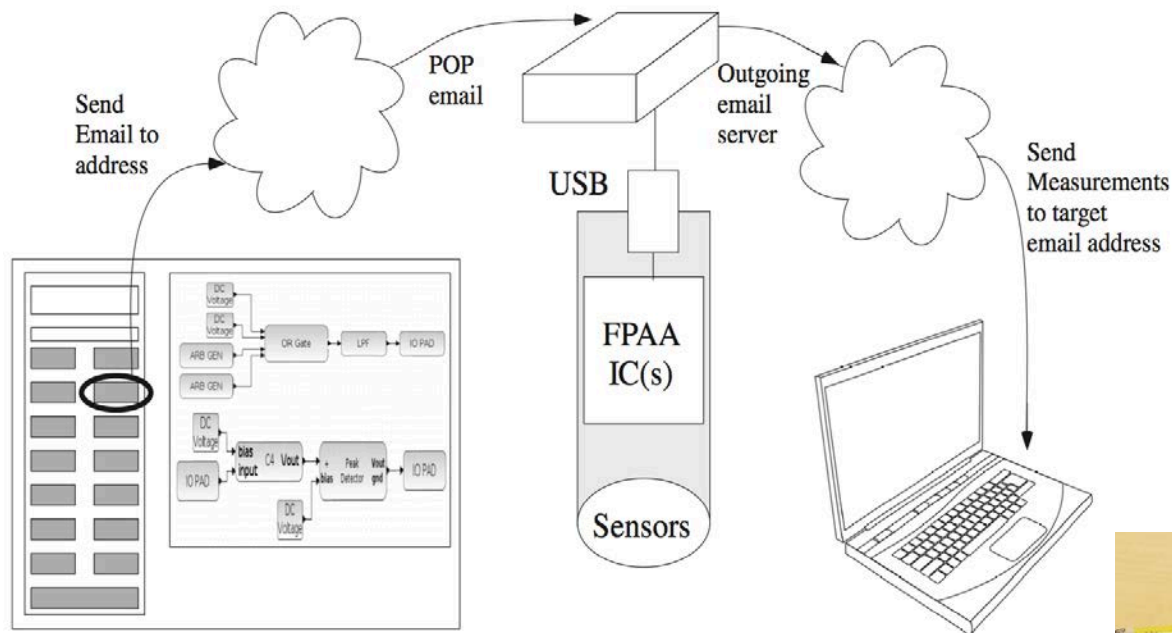 POP
email
Outgoing
email
server
Send
Email to
address
Send
Measurements
to target
email address
USB
FPAA
IC(s)
Sensors
DC
Voltage
DC
Voltage
ARB GEN
ARB GEN
OR Gate
LPF
IO PAD
DC
Voltage
IO PAD
bias
input
C4
Vout
DC
Voltage
+
bias
Peak
Detector
Vout
gnd
IO PAD